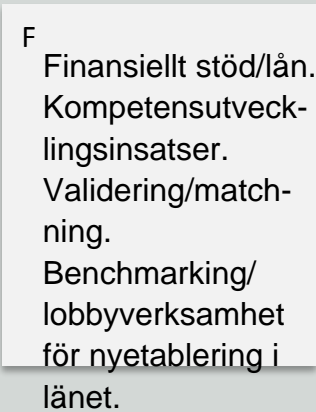 F
Finansiellt stöd/lån.
Kompetensutveck-
lingsinsatser.
Validering/match-
ning.
Benchmarking/
lobbyverksamhet
för nyetablering i
länet.